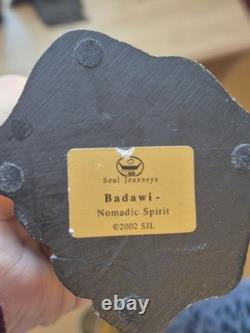 Soul Journeys
Badawi -
Nomadic Spirit
©2002 SJL